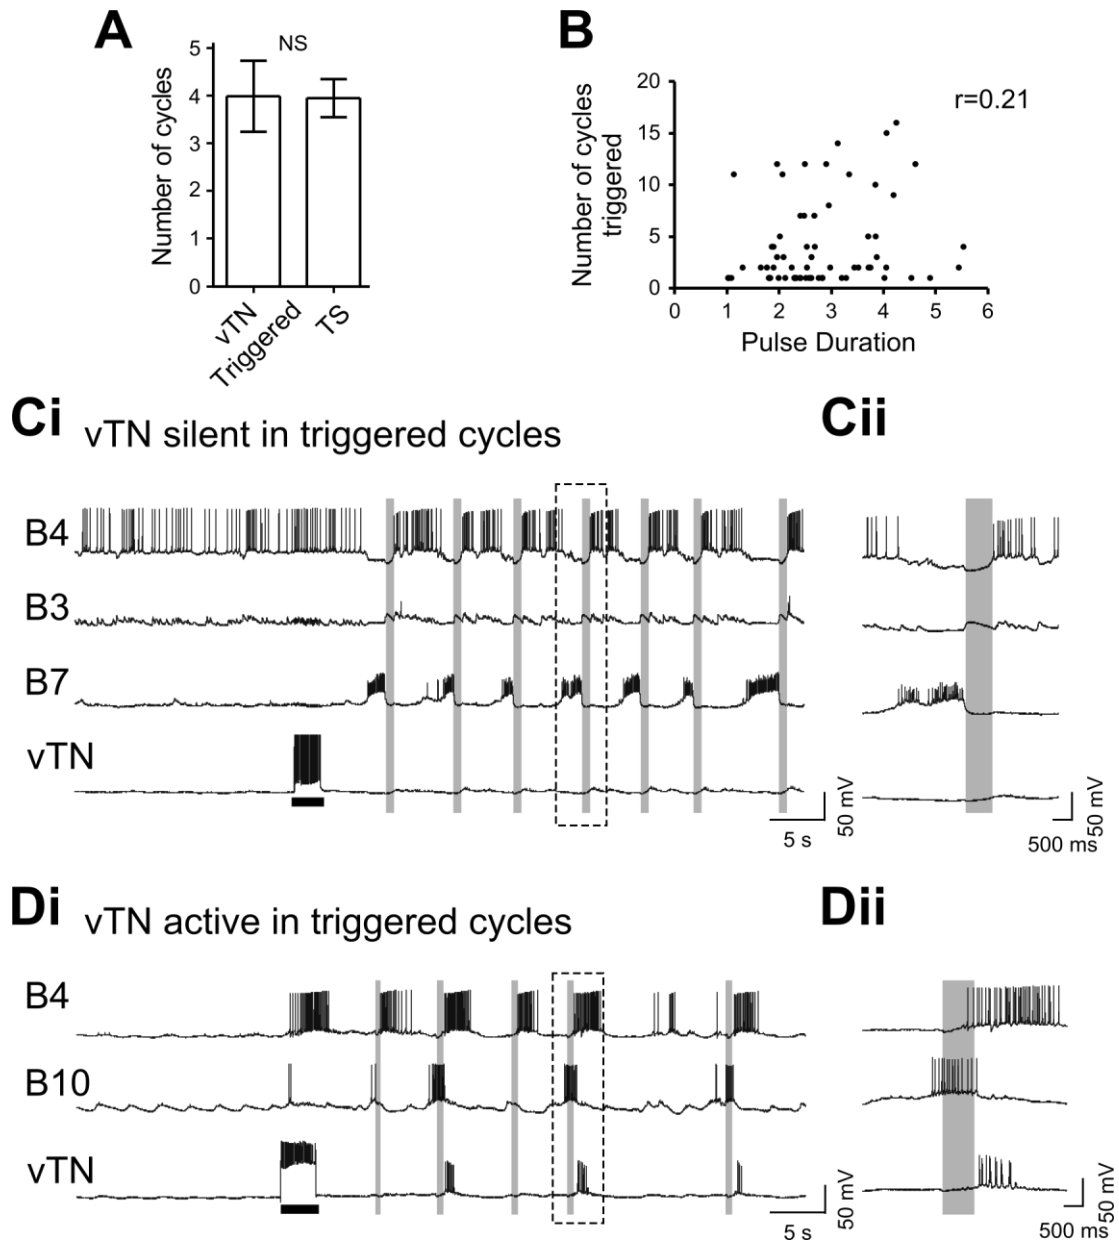 A
B
NS
Number of cycles
5
4
3
2
1
0
vTN
Triggered
TS
r=0.21
Number of cycles
triggered
20
15
10
5
0
0 1 2 3 4 5 6
Pulse Duration
Ci vTN silent in triggered cycles
Cii
B4
B3
B7
vTN
5 s
50 mV
500 ms
50 mV
Di vTN active in triggered cycles
Dii
B4
B10
vTN
5 s
50 mV
500 ms
50 mV